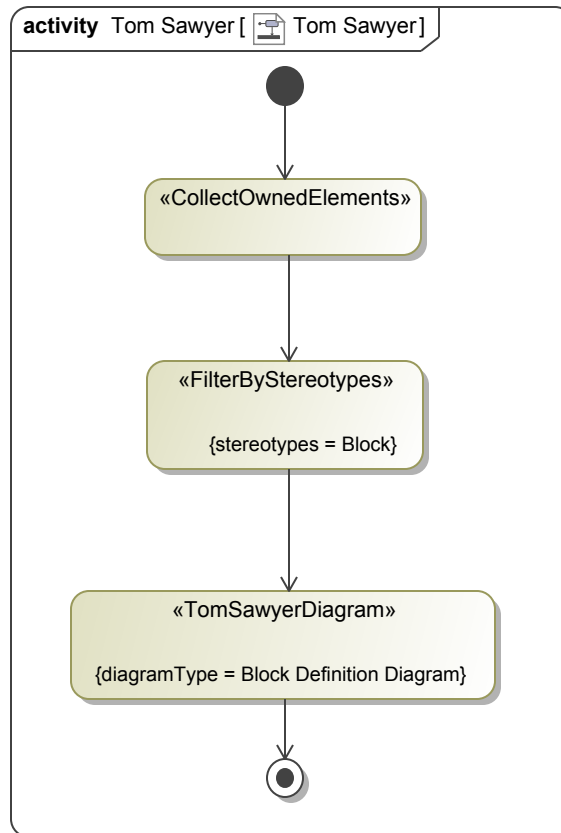 activity Tom Sawyer [ Tom Sawyer ]
«CollectOwnedElements»
«FilterByStereotypes»
{stereotypes = Block}
«TomSawyerDiagram»
{diagramType = Block Definition Diagram}